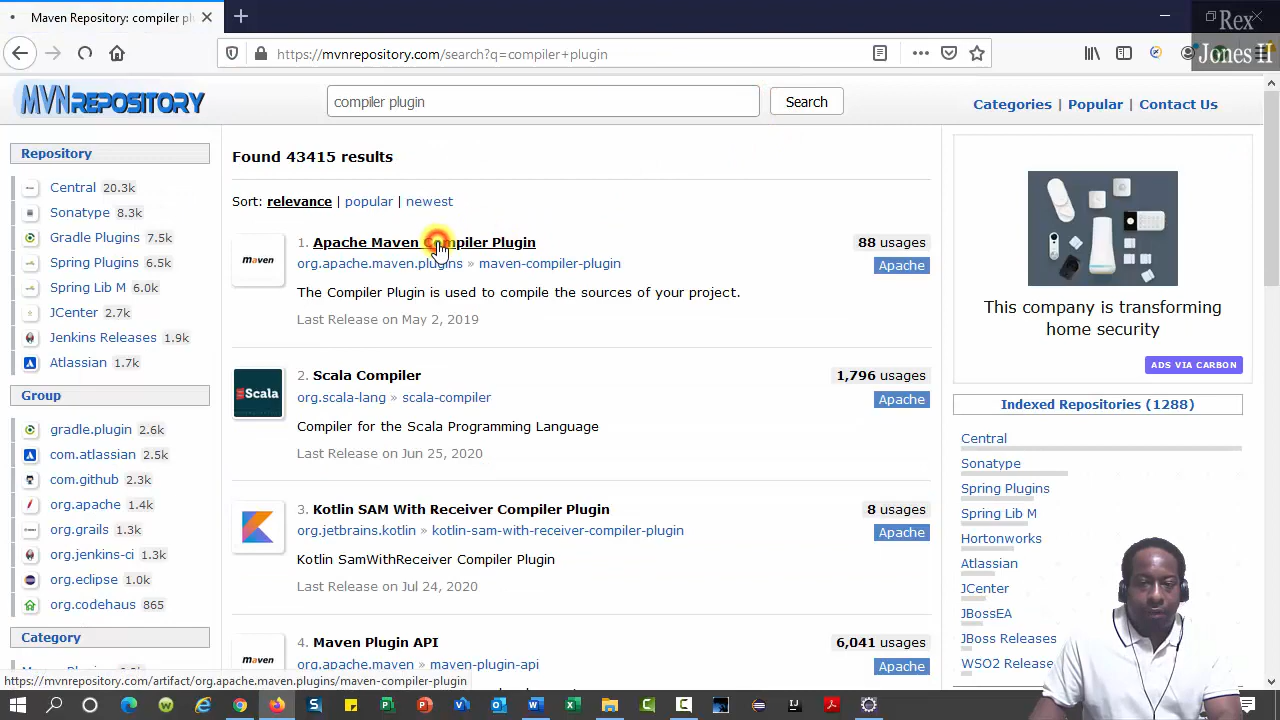 Maven Repository: compiler pl
Rex
Jones II
https://mvnrepository.com/search?q=compiler+plugin
MVNREPOSITORY
compiler plugin
Search
Categories | Popular | Contact Us
Repository
Central 20.3k
Sonatype 8.3k
Gradle Plugins 7.5k
Spring Plugins 6.5k
Spring Lib M 6.0k
JCenter 2.7k
Jenkins Releases 1.9k
Atlassian 1.7k
Group
gradle.plugin 2.6k
com.atlassian 2.5k
com.github 2.3k
org.apache 1.4k
org.grails 1.3k
org.jenkins-ci 1.3k
org.eclipse 1.0k
org.codehaus 865
Category
Found 43415 results
Sort: relevance | popular | newest
maven
1. Apache Maven Compiler Plugin
88 usages
org.apache.maven.plugins » maven-compiler-plugin
Apache
The Compiler Plugin is used to compile the sources of your project.
Last Release on May 2, 2019
Scala
2. Scala Compiler
1,796 usages
org.scala-lang » scala-compiler
Apache
Compiler for the Scala Programming Language
Last Release on Jun 25, 2020
3. Kotlin SAM With Receiver Compiler Plugin
8 usages
org.jetbrains.kotlin » kotlin-sam-with-receiver-compiler-plugin
Apache
Kotlin SamWithReceiver Compiler Plugin
Last Release on Jul 24, 2020
maven
4. Maven Plugin API
6,041 usages
org.apache.maven » maven-plugin-api
Apache
This company is transforming
home security
ADS VIA CARBON
Indexed Repositories (1288)
Central
Sonatype
Spring Plugins
Spring Lib M
Hortonworks
Atlassian
JCenter
JBossEA
JBoss Releases
WSO2 Release
https://mvnrepository.com/artifact/org.apache.maven.plugins/maven-compiler-plugin